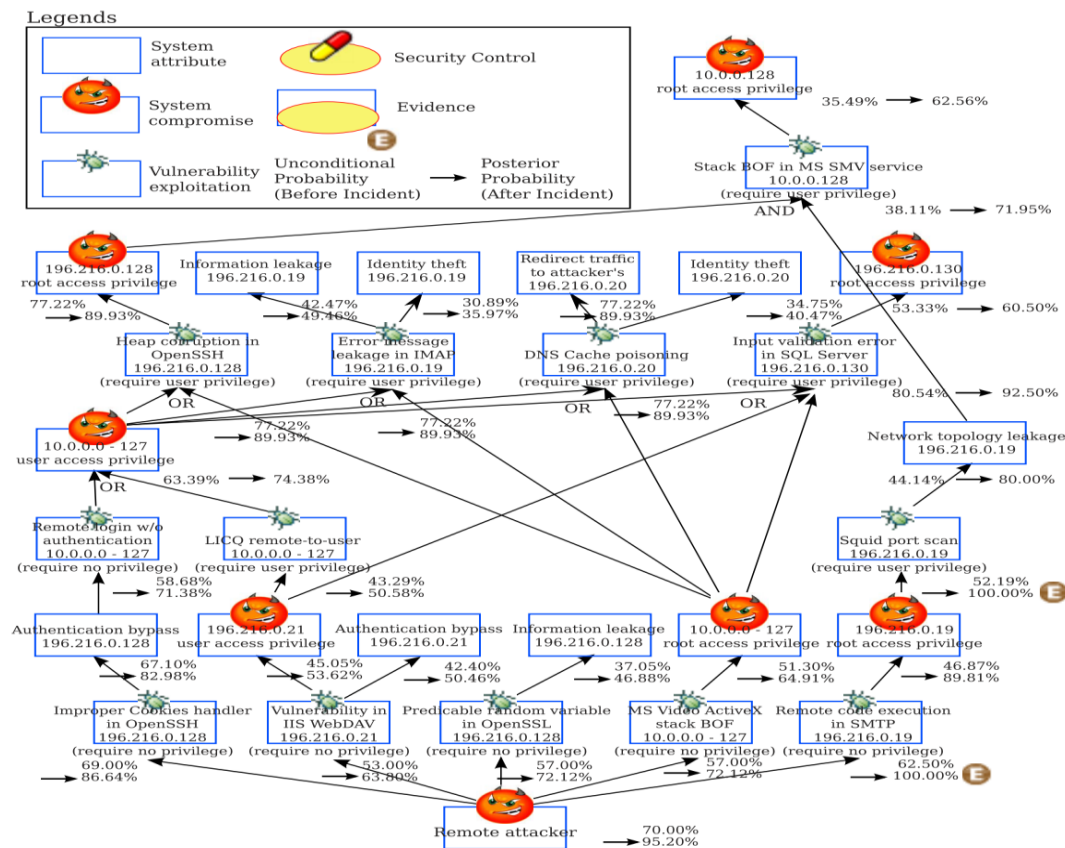 Legends
System
attribute
Security Control
System
compromise
Evidence
E
Vulnerability
exploitation
Unconditional
Probability
(Before Incident)
Posterior
Probability
(After Incident)
10.0.0.128
root access privilege
35.49%
62.56%
Stack BOF in MS SMV service
10.0.0.128
(require user privilege)
AND
38.11%
71.95%
196.216.0.128
root access privilege
77.22%
89.93%
Information leakage
196.216.0.19
42.47%
49.46%
Identity theft
196.216.0.19
30.89%
35.97%
Redirect traffic
to attacker's
196.216.0.20
77.22%
89.93%
Identity theft
196.216.0.20
34.75%
40.47%
196.216.0.130
root access privilege
53.33%
60.50%
Heap corruption in
OpenSSH
196.216.0.128
(require user privilege)
OR
Error message
leakage in IMAP
196.216.0.19
(require user privilege)
OR
DNS Cache poisoning
196.216.0.20
(require user privilege)
OR
Input validation error
in SQL Server
196.216.0.130
(require user privilege)
OR
80.54%
92.50%
77.22%
89.93%
77.22%
89.93%
77.22%
89.93%
10.0.0.0 - 127
user access privilege
OR
63.39%
74.38%
Network topology leakage
196.216.0.19
44.14%
80.00%
Remote login w/o
authentication
10.0.0.0 - 127
(require no privilege)
58.68%
71.38%
LICQ remote-to-user
10.0.0.0 - 127
(require user privilege)
43.29%
50.58%
Squid port scan
196.216.0.19
(require user privilege)
52.19%
100.00%
E
Authentication bypass
196.216.0.128
67.10%
82.98%
196.216.0.21
user access privilege
45.05%
53.62%
Authentication bypass
196.216.0.21
42.40%
50.46%
Information leakage
196.216.0.128
37.05%
46.88%
10.0.0.0 - 127
root access privilege
51.30%
64.91%
196.216.0.19
root access privilege
46.87%
89.81%
Improper Cookies handler
in OpenSSH
196.216.0.128
(require no privilege)
69.00%
86.64%
Vulnerability in
IIS WebDAV
196.216.0.21
(require no privilege)
53.00%
63.80%
Predicable random variable
in OpenSSL
196.216.0.128
(require no privilege)
57.00%
72.12%
MS Video ActiveX
stack BOF
10.0.0.0 - 127
(require no privilege)
57.00%
72.12%
Remote code execution
in SMTP
196.216.0.19
(require no privilege)
62.50%
100.00%
E
Remote attacker
70.00%
95.20%